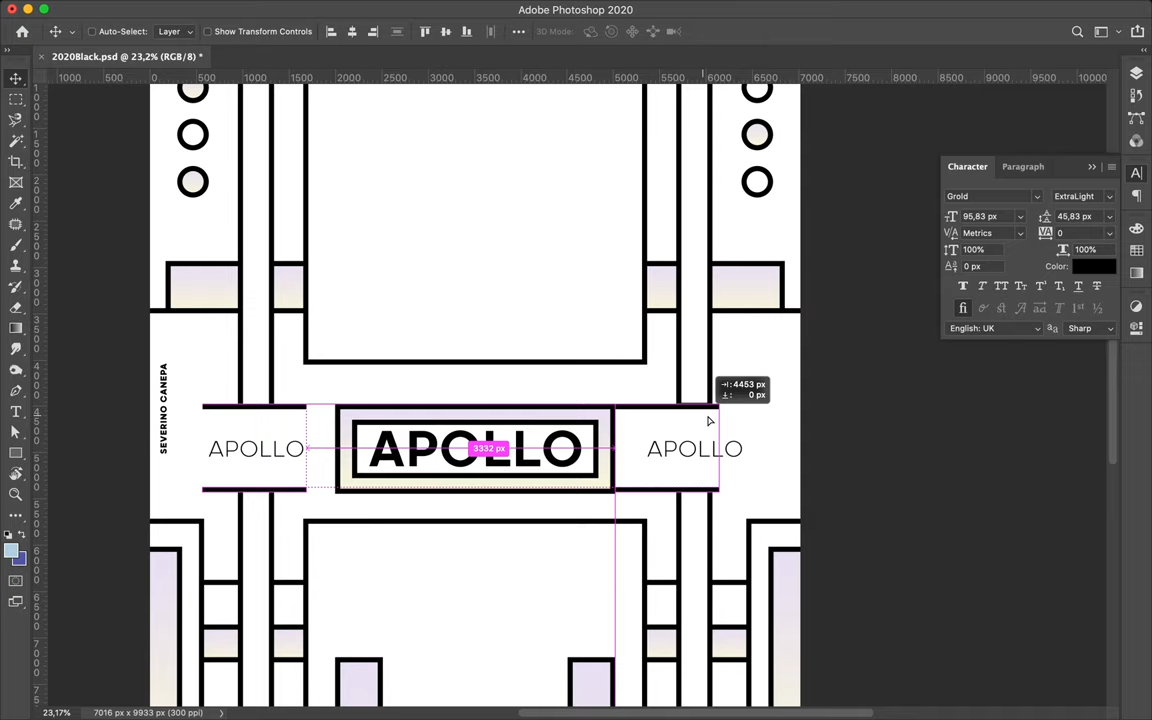 Adobe Photoshop 2020
Auto-Select: Layer Show Transform Controls 3D Mode:
2020Black.psd @ 23,2% (RGB/8) *
1000 500 0 500 1000 1500 2000 2500 3000 3500 4000 4500 5000 5500 6000 6500 7000 7500 8000 8500 9000 9500 10000
Character Paragraph
Grold ExtraLight
95,83 px 45,83 px
Metrics 0
100% 100%
0 px Color:
English: UK Sharp
4453 px
0 px
SEVERINO CANEPA
APOLLO APOLLO APOLLO
3332 px
23,17% 7016 px x 9933 px (300 ppi)